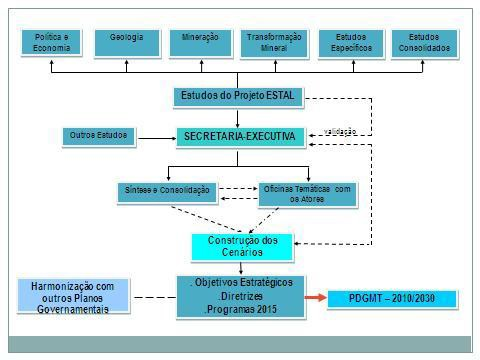 Política e
Economia
Geologia
Mineração
Transformação
Mineral
Estudos
Específicos
Estudos
Consolidados
Estudos do Projeto ESTAL
validação
Outros Estudos
SECRETARIA-EXECUTIVA
Síntese e Consolidação
Oficinas Temáticas com
os Atores
Construção dos
Cenários
Harmonização com
outros Planos
Governamentais
. Objetivos Estratégicos
.Diretrizes
.Programas 2015
PDGMT – 2010/2030